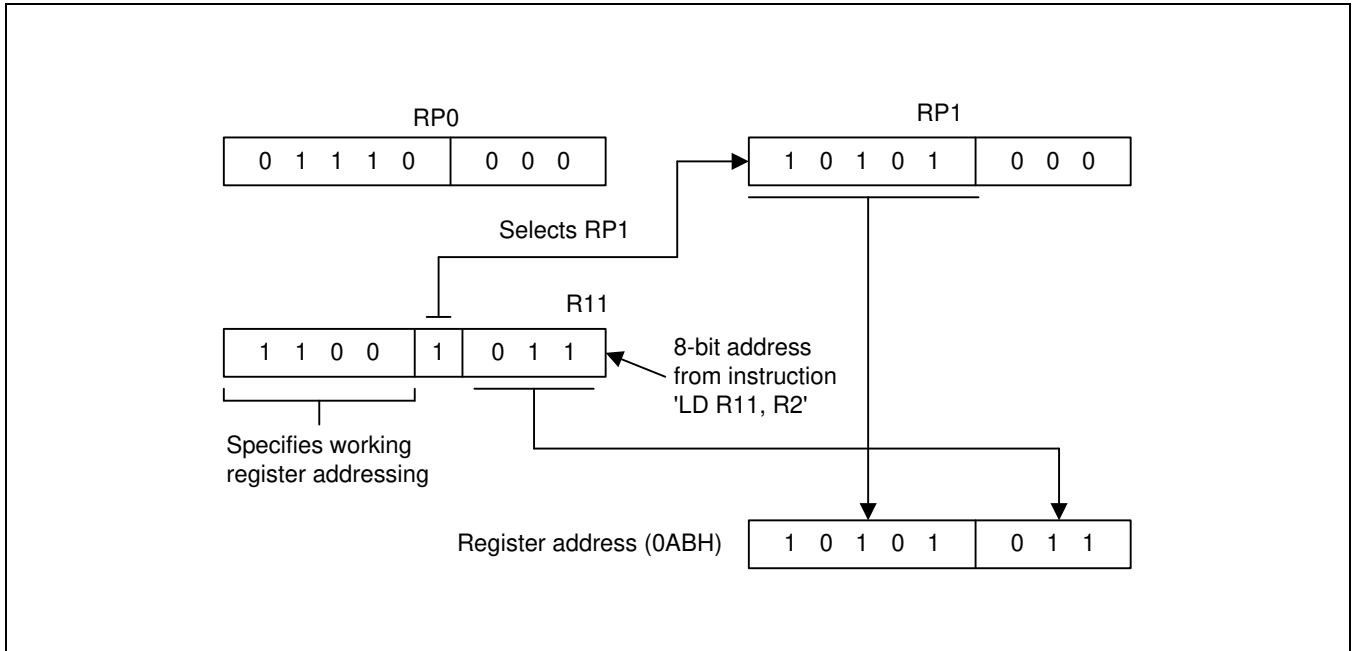 RP0
RP1
0 1 1 1 0 0 0 0
1 0 1 0 1 0 0 0
Selects RP1
R11
1 1 0 0 1 0 1 1
8-bit address
from instruction
'LD R11, R2'
Specifies working
register addressing
Register address (0ABH)
1 0 1 0 1 0 1 1